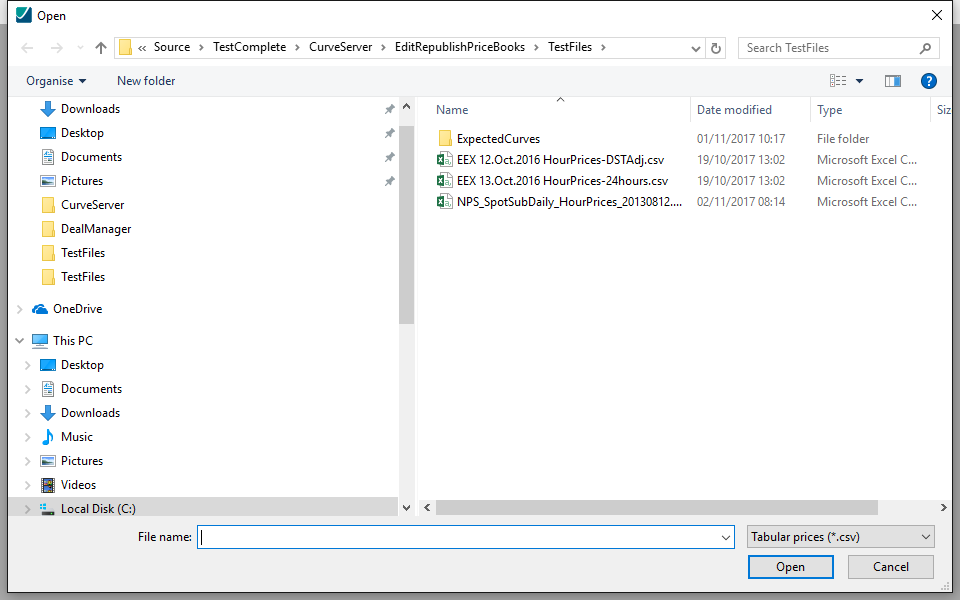 Open
« Source > TestComplete > CurveServer > EditRepublishPriceBooks > TestFiles >
Search TestFiles
Organise
New folder
Downloads
Desktop
Documents
Pictures
CurveServer
DealManager
TestFiles
TestFiles
OneDrive
This PC
Desktop
Documents
Downloads
Music
Pictures
Videos
Local Disk (C:)
Name Date modified Type Siz
ExpectedCurves 01/11/2017 10:17 File folder
EEX 12.Oct.2016 HourPrices-DSTAdj.csv 19/10/2017 13:02 Microsoft Excel C...
EEX 13.Oct.2016 HourPrices-24hours.csv 19/10/2017 13:02 Microsoft Excel C...
NPS_SpotSubDaily_HourPrices_20130812.... 02/11/2017 08:14 Microsoft Excel C...
File name:
Tabular prices (*.csv)
Open
Cancel